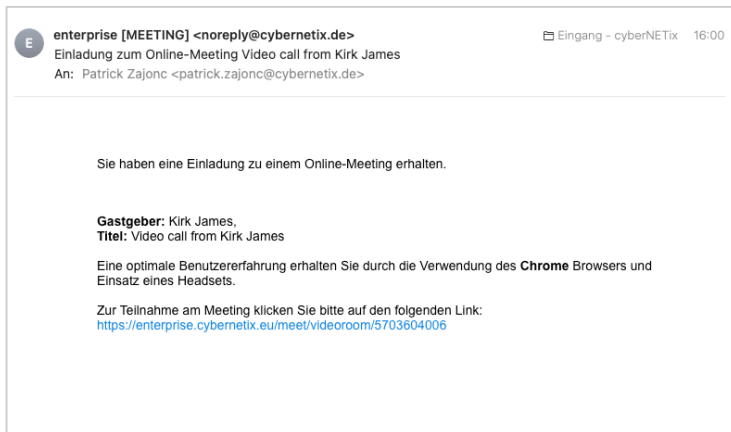 E
enterprise [MEETING] <noreply@cybernetix.de>
Eingang - cyberNETix 16:00
Einladung zum Online-Meeting Video call from Kirk James
An: Patrick Zajonc <patrick.zajonc@cybernetix.de>
Sie haben eine Einladung zu einem Online-Meeting erhalten.
Gastgeber: Kirk James,
Titel: Video call from Kirk James
Eine optimale Benutzererfahrung erhalten Sie durch die Verwendung des Chrome Browsers und
Einsatz eines Headsets.
Zur Teilnahme am Meeting klicken Sie bitte auf den folgenden Link:
https://enterprise.cybernetix.eu/meet/videoroom/5703604006